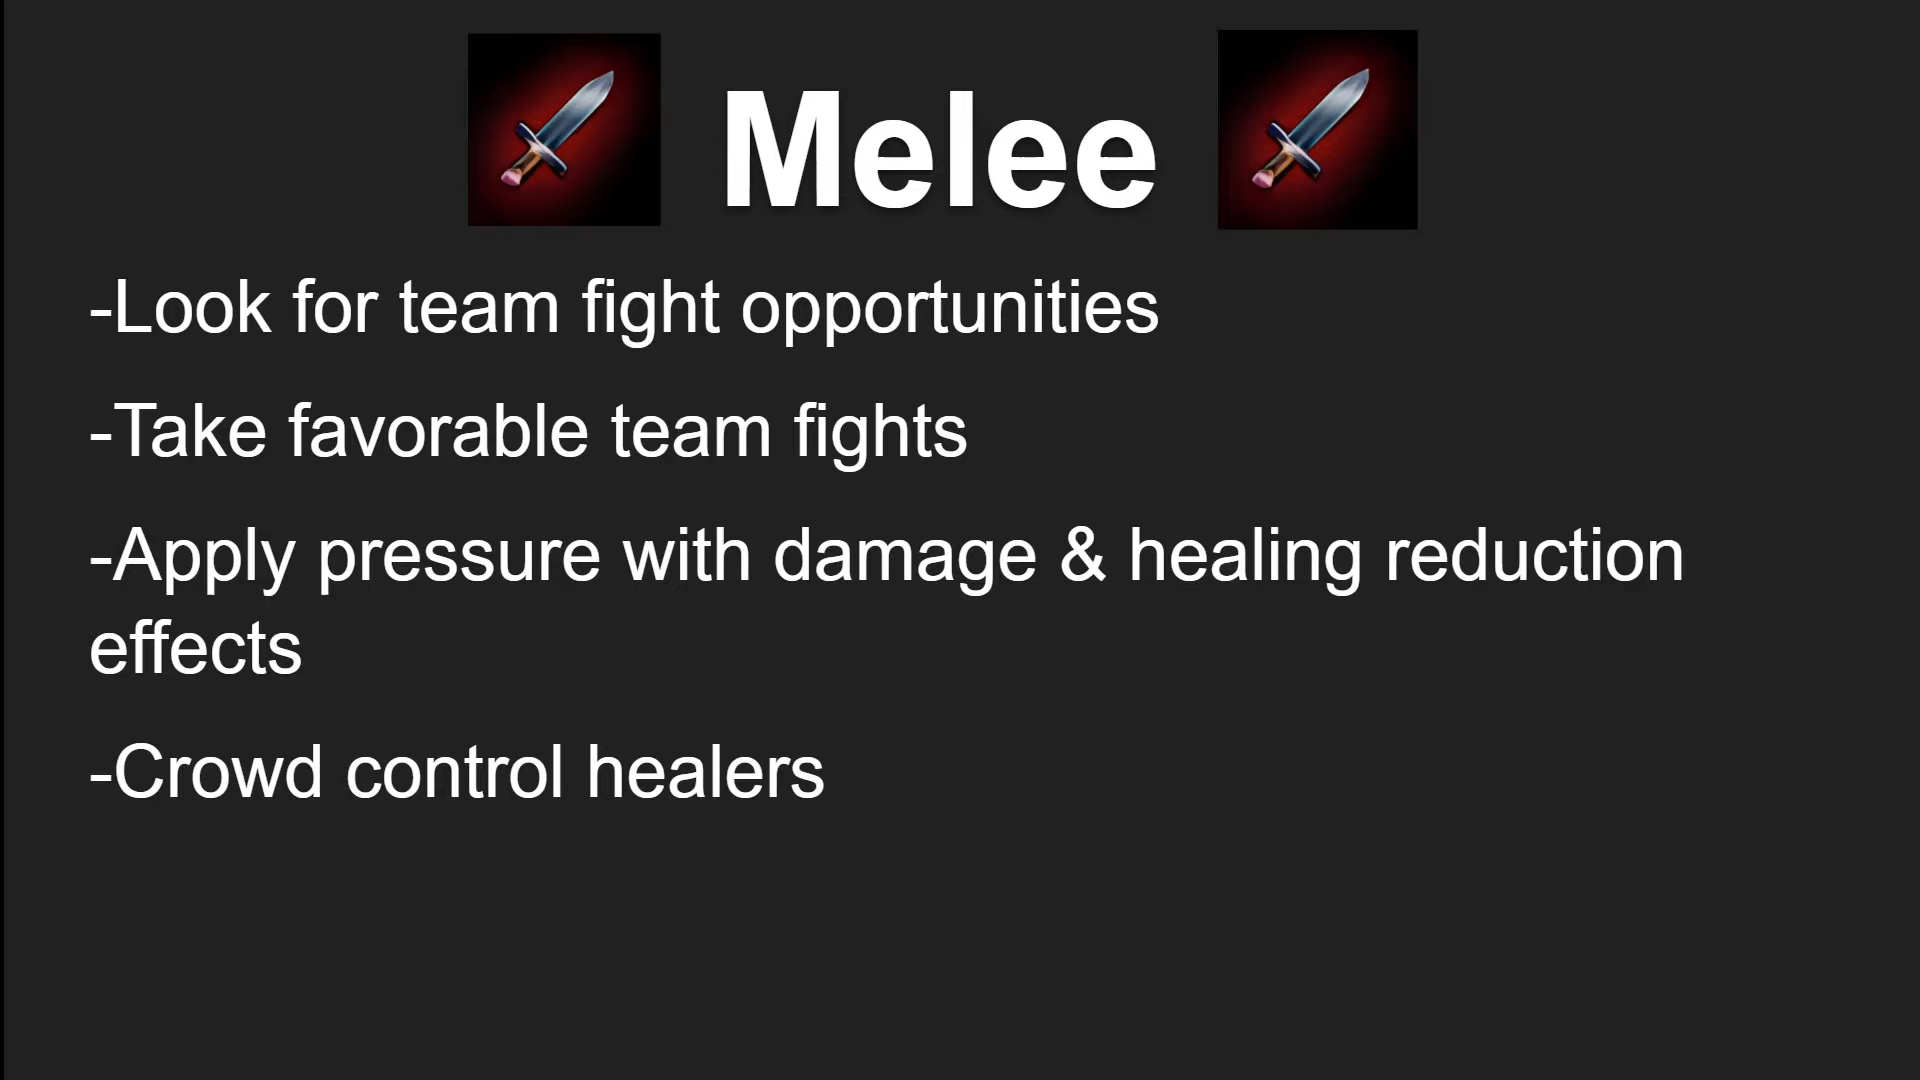 Melee
-Look for team fight opportunities
-Take favorable team fights
-Apply pressure with damage & healing reduction
effects
-Crowd control healers